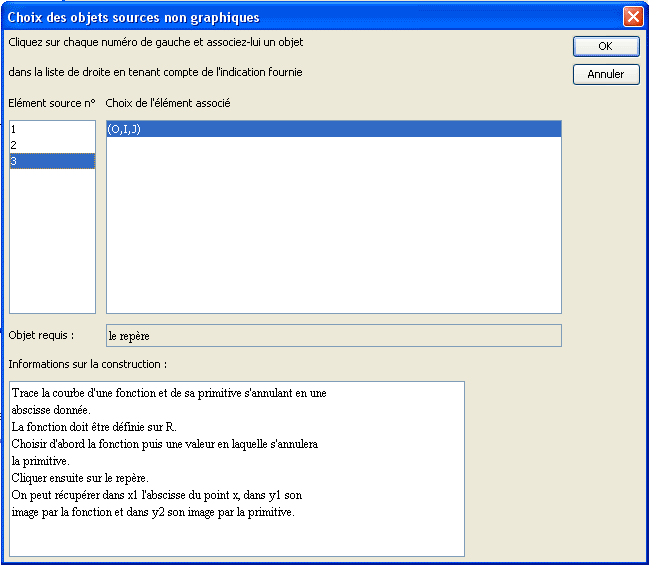 Choix des objets sources non graphiques
Cliquez sur chaque numéro de gauche et associez-lui un objet
OK
dans la liste de droite en tenant compte de l'indication fournie
Annuler
Elément source n°
Choix de l'élément associé
1
(O,I,J)
2
3
Objet requis :
le repère
Informations sur la construction :
Trace la courbe d'une fonction et de sa primitive s'annulant en une
abscisse donnée.
La fonction doit être définie sur R.
Choisir d'abord la fonction puis une valeur en laquelle s'annulera
la primitive.
Cliquer ensuite sur le repère.
On peut récupérer dans x1 l'abscisse du point x, dans y1 son
image par la fonction et dans y2 son image par la primitive.